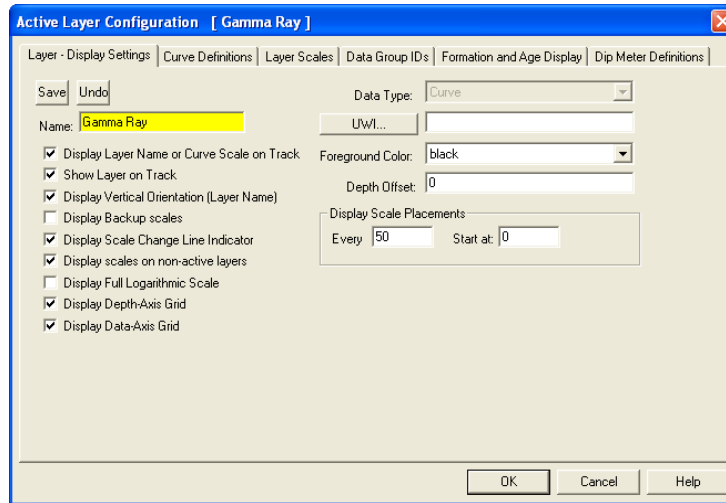 Active Layer Configuration [ Gamma Ray ]
Layer - Display Settings Curve Definitions Layer Scales Data Group IDs Formation and Age Display Dip Meter Definitions
Save Undo
Name: Gamma Ray
Display Layer Name or Curve Scale on Track
Show Layer on Track
Display Vertical Orientation (Layer Name)
Display Backup scales
Display Scale Change Line Indicator
Display scales on non-active layers
Display Full Logarithmic Scale
Display Depth-Axis Grid
Display Data-Axis Grid
Data Type: Curve
UWI...
Foreground Color: black
Depth Offset: 0
Display Scale Placements
Every 50 Start at: 0
OK Cancel Help